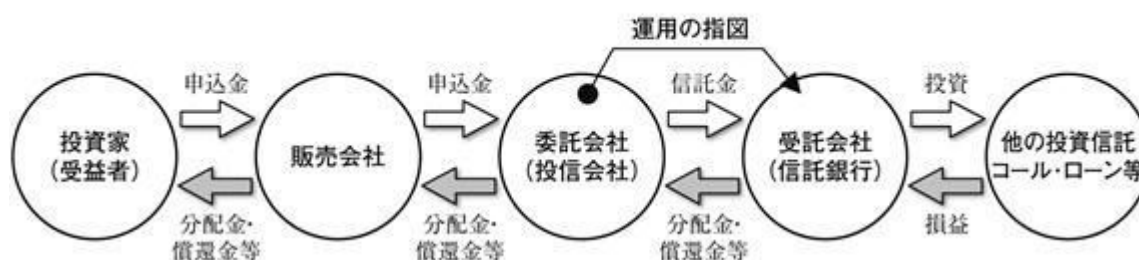 運用の指図
申込金
申込金
信託金
投資
投資家
(受益者)
販売会社
委託会社
(投信会社)
受託会社
(信託銀行)
他の投資信託
コール・ローン等
分配金・
償還金等
分配金・
償還金等
分配金・
償還金等
損益